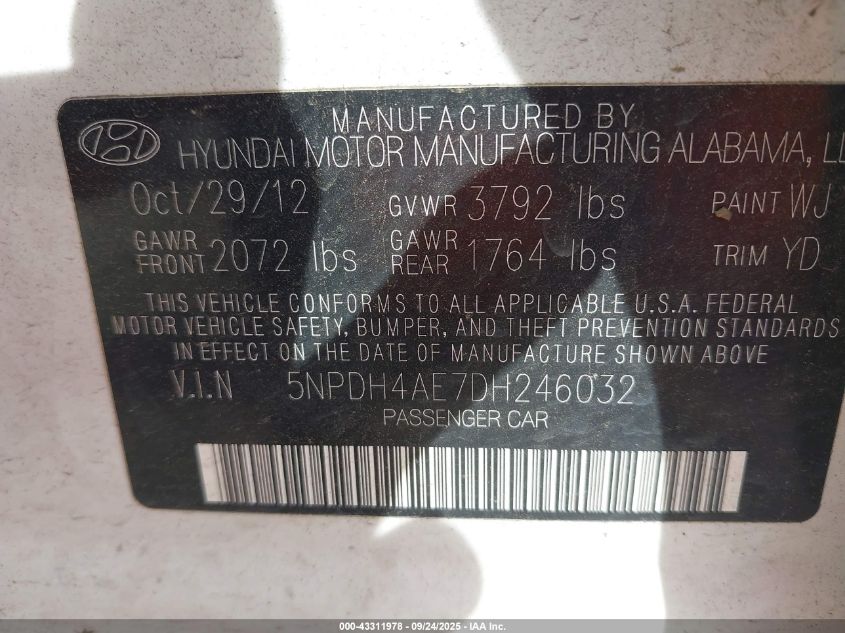 MANUFACTURED BY
HYUNDAI MOTOR MANUFACTURING ALABAMA,
Oct/29/12 GVWR 3792 lbs PAINT WJ
GAWR FRONT 2072 lbs GAWR REAR 1764 lbs TRIM YD
THIS VEHICLE CONFORMS TO ALL APPLICABLE U.S.A. FEDERAL
MOTOR VEHICLE SAFETY, BUMPER, AND THEFT PREVENTION STANDARDS
IN EFFECT ON THE DATE OF MANUFACTURE SHOWN ABOVE
V.I.N 5NPDH4AE7DH246032
PASSENGER CAR
000-43311978 - 09/24/2025 - IAA Inc.